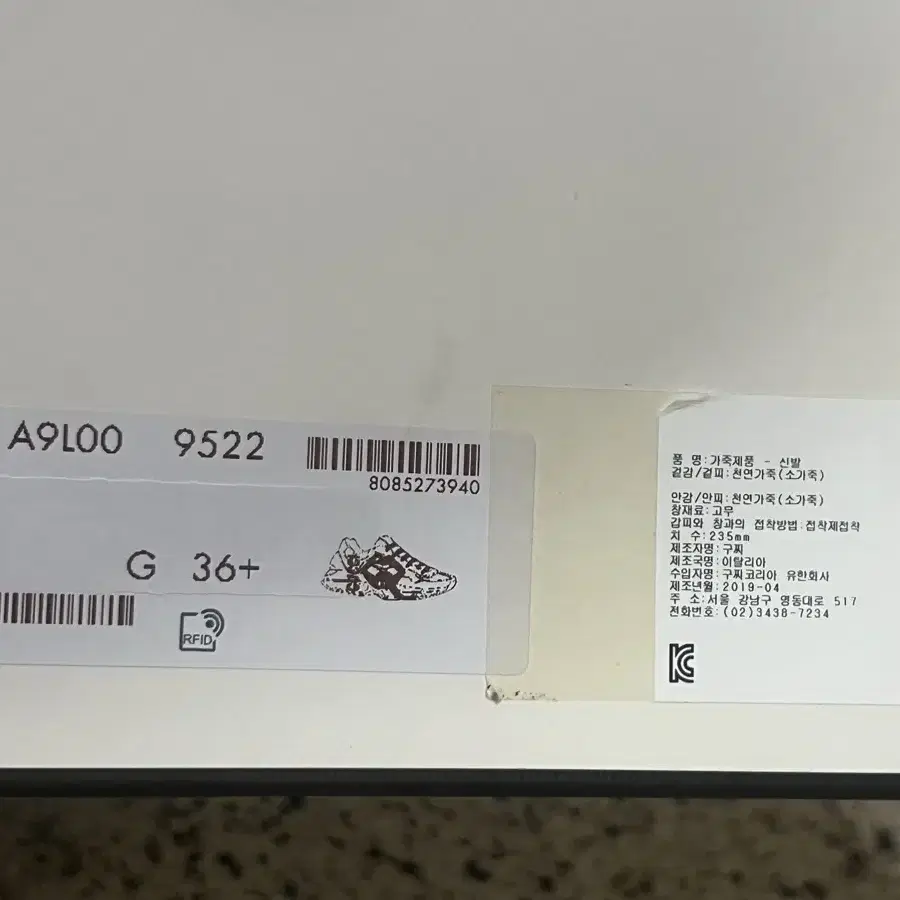 A9L00 9522
8085273940
G 36+
RFID
품 명:가죽제품 - 신발
겉감/겉피:천연가죽(소가죽)
안감/안피:천연가죽(소가죽)
창재료:고무
갑피와 창과의 접착방법:접착제접착
치 수:235mm
제조자명:구찌
제조국명:이탈리아
수입자명:구찌코리아 유한회사
제조년월:2019-04
주 소:서울 강남구 영동대로 517
전화번호:(02)3438-7234
KC